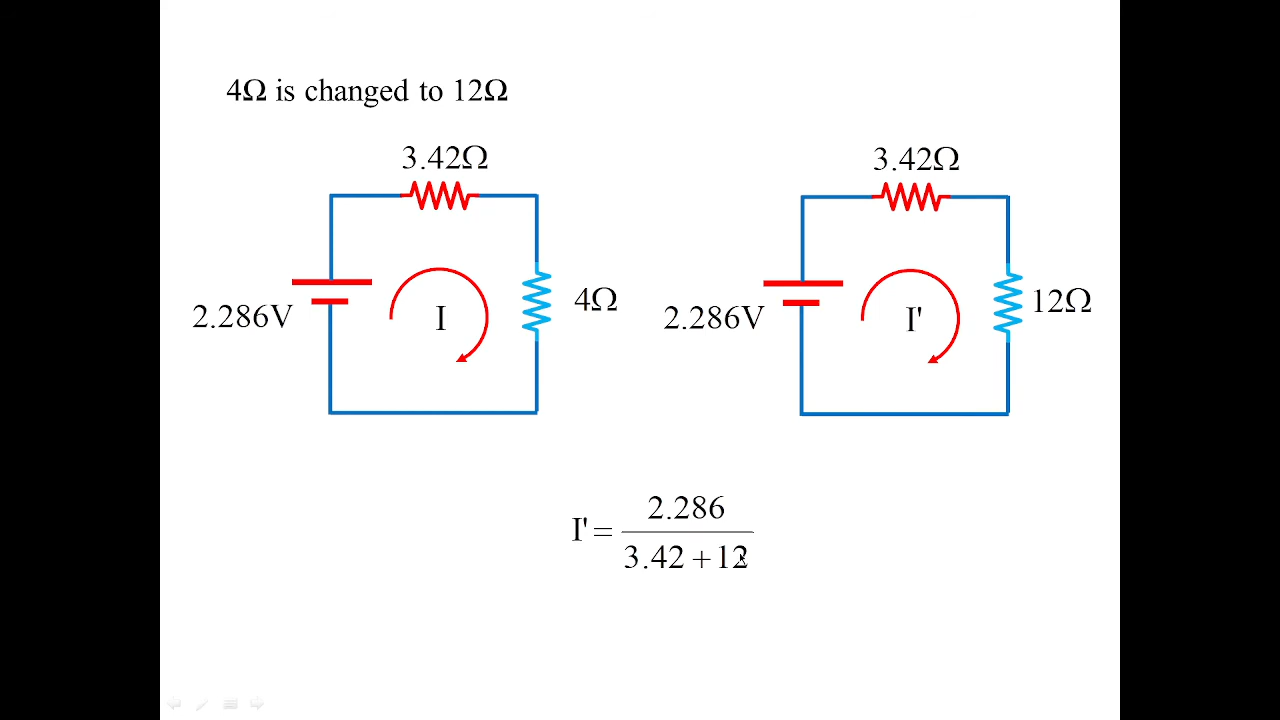 4Ω is changed to 12Ω
3.42Ω
3.42Ω
2.286V
I
4Ω
2.286V
I'
12Ω
I' = 2.286
3.42 + 12